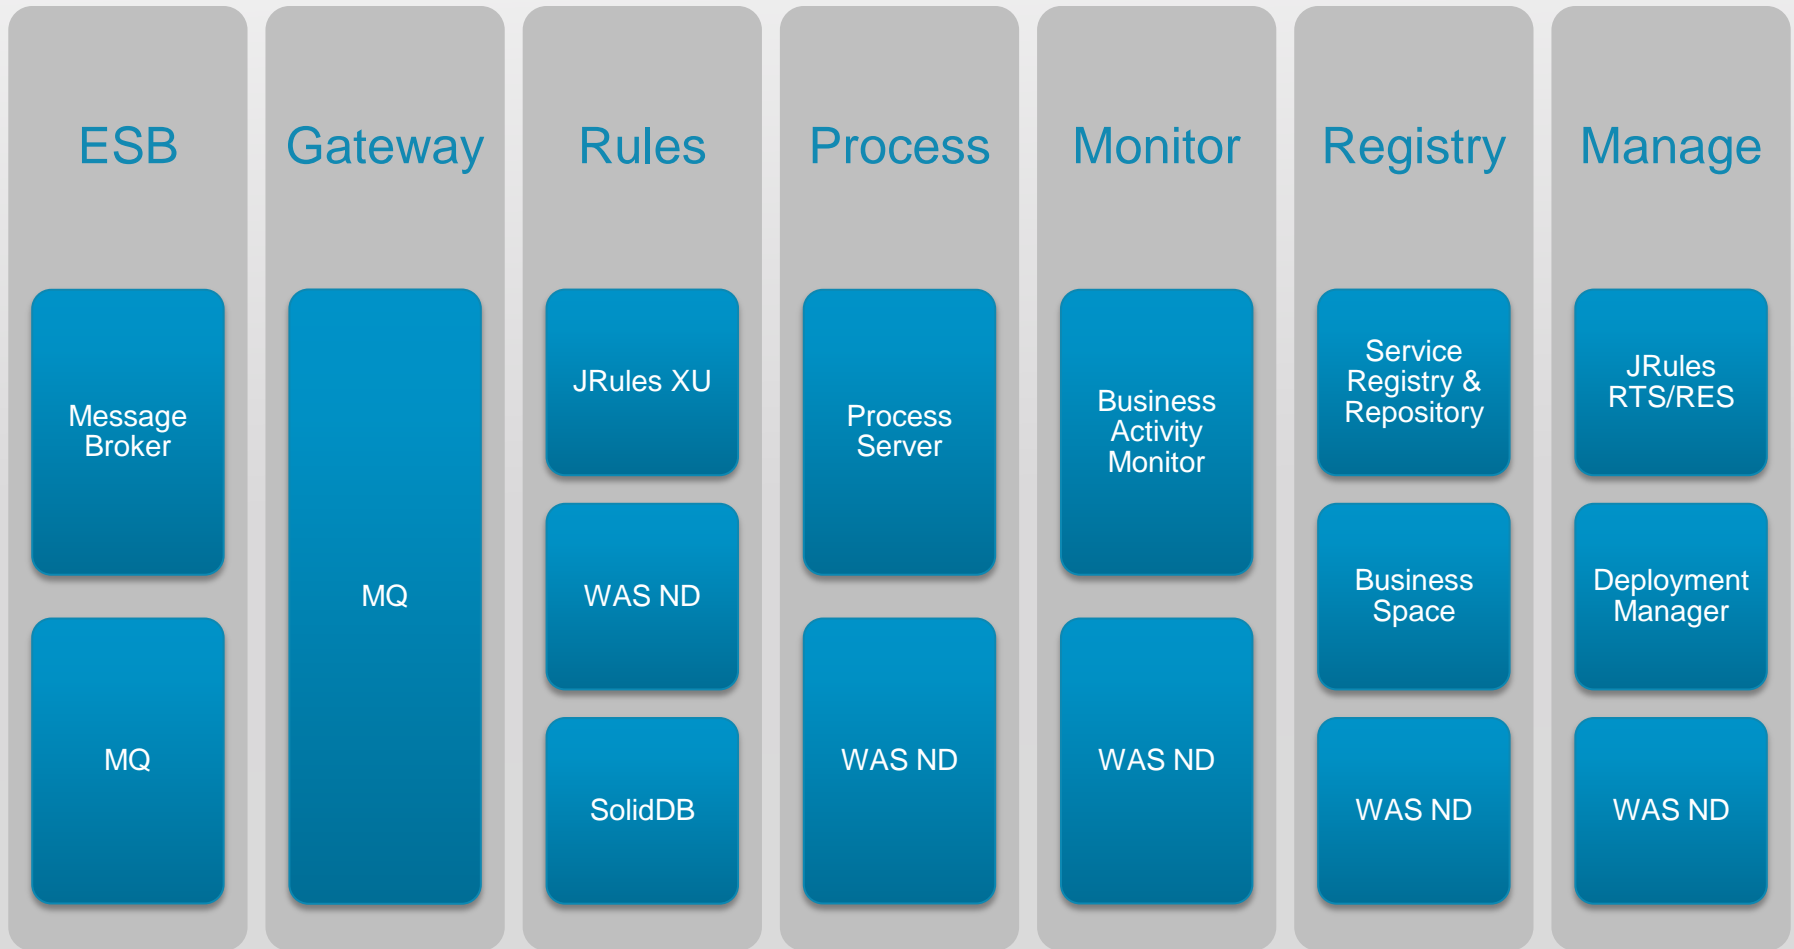 ESB
Message
Broker
MQ
Gateway
MQ
Rules
JRules XU
WAS ND
SolidDB
Process
Process
Server
WAS ND
Monitor
Business
Activity
Monitor
WAS ND
Registry
Service
Registry &
Repository
Business
Space
WAS ND
Manage
JRules
RTS/RES
Deployment
Manager
WAS ND